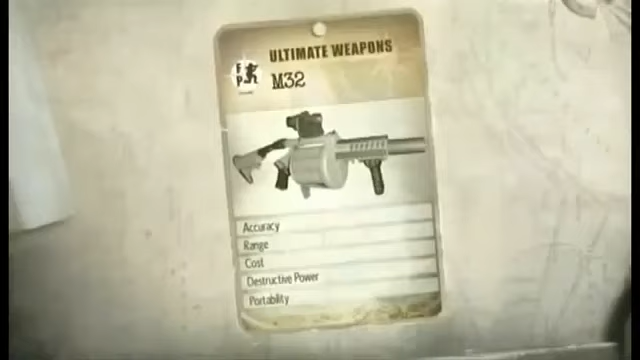 ULTIMATE WEAPONS
F
P
M32
Accuracy
Range
Cost
Destructive Power
Portability